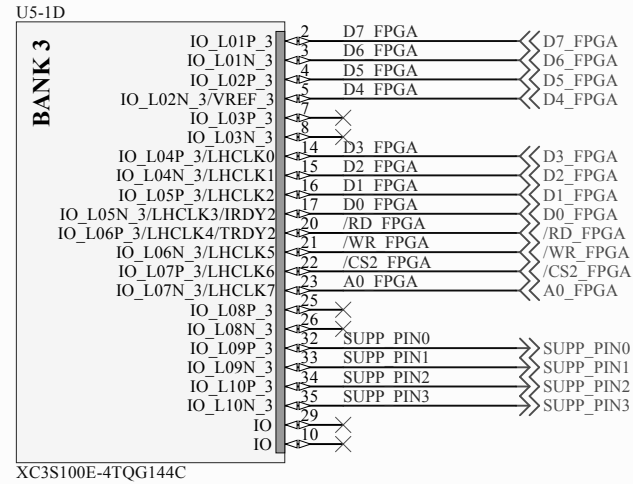 U5-1D
BANK 3
IO_L01P_3 2 D7_FPGA D7_FPGA
IO_L01N_3 3 D6_FPGA D6_FPGA
IO_L02P_3 4 D5_FPGA D5_FPGA
IO_L02N_3/VREF_3 5 D4_FPGA D4_FPGA
IO_L03P_3 7
IO_L03N_3 8
IO_L04P_3/LHCLK0 14 D3_FPGA D3_FPGA
IO_L04N_3/LHCLK1 15 D2_FPGA D2_FPGA
IO_L05P_3/LHCLK2 16 D1_FPGA D1_FPGA
IO_L05N_3/LHCLK3/IRDY2 17 D0_FPGA D0_FPGA
IO_L06P_3/LHCLK4/TRDY2 20 /RD_FPGA /RD_FPGA
IO_L06N_3/LHCLK5 21 /WR_FPGA /WR_FPGA
IO_L07P_3/LHCLK6 22 /CS2_FPGA /CS2_FPGA
IO_L07N_3/LHCLK7 23 A0_FPGA A0_FPGA
IO_L08P_3 25
IO_L08N_3 26
IO_L09P_3 32 SUPP_PIN0 SUPP_PIN0
IO_L09N_3 33 SUPP_PIN1 SUPP_PIN1
IO_L10P_3 34 SUPP_PIN2 SUPP_PIN2
IO_L10N_3 35 SUPP_PIN3 SUPP_PIN3
IO 29
IO 10
XC3S100E-4TQG144C